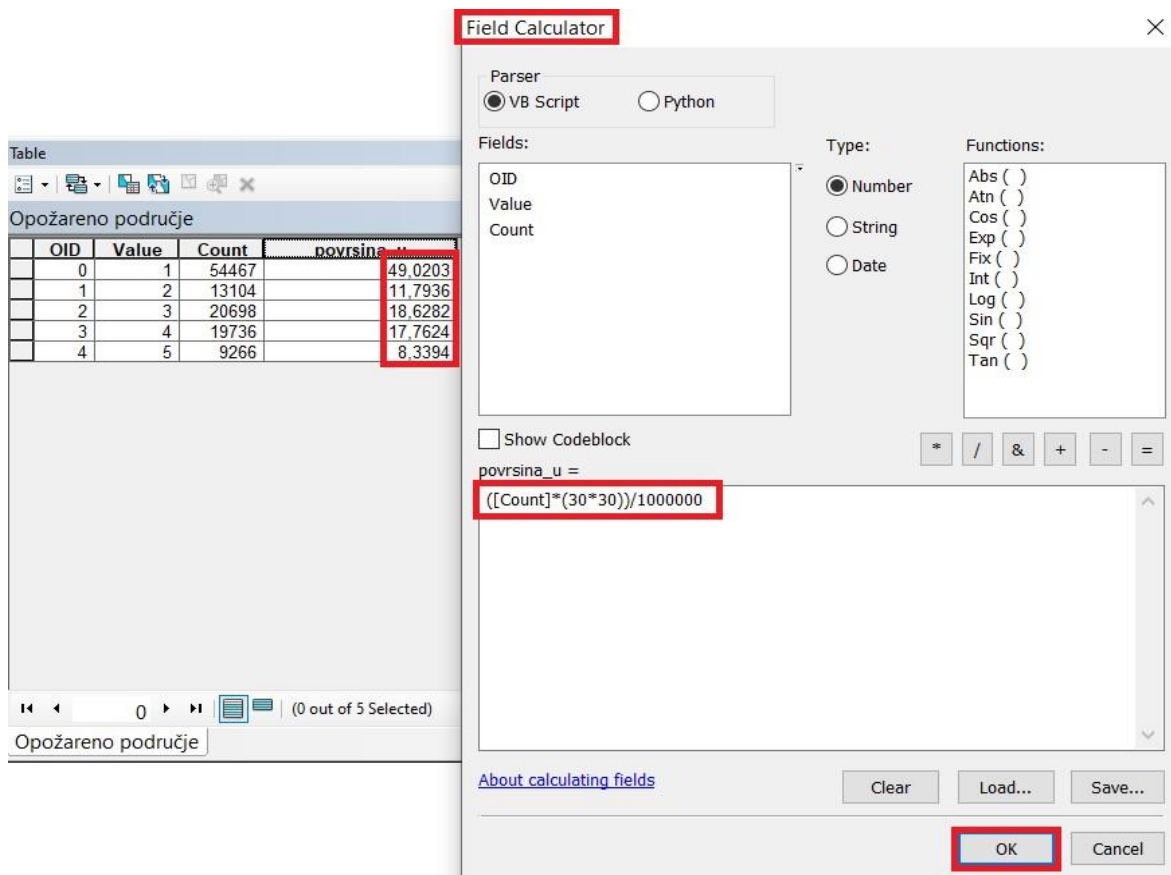 Field Calculator
Parser
VB Script Python
Fields:
OID
Value
Count
Type:
Number
String
Date
Functions:
Abs ( )
Atn ( )
Cos ( )
Exp ( )
Fix ( )
Int ( )
Log ( )
Sin ( )
Sqr ( )
Tan ( )
Show Codeblock
* / & + - =
povrsina_u =
([Count]*(30*30))/1000000
About calculating fields
Clear Load... Save...
OK Cancel
Table
Opožareno područje
OID Value Count povrsina_u
0 1 54467 49,0203
1 2 13104 11,7936
2 3 20698 18,6282
3 4 19736 17,7624
4 5 9266 8,3394
0 (0 out of 5 Selected)
Opožareno područje